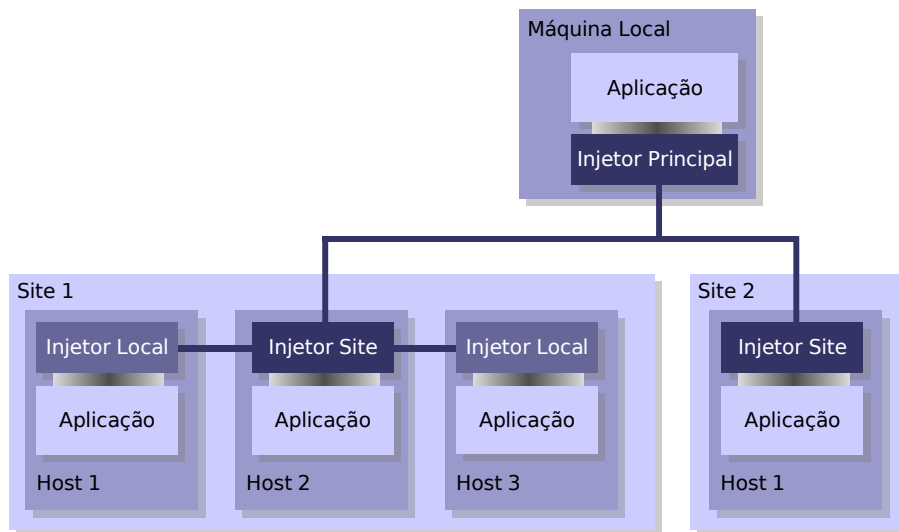 Máquina Local
Aplicação
Injetor Principal
Site 1
Injetor Local
Aplicação
Host 1
Injetor Site
Aplicação
Host 2
Injetor Local
Aplicação
Host 3
Site 2
Injetor Site
Aplicação
Host 1